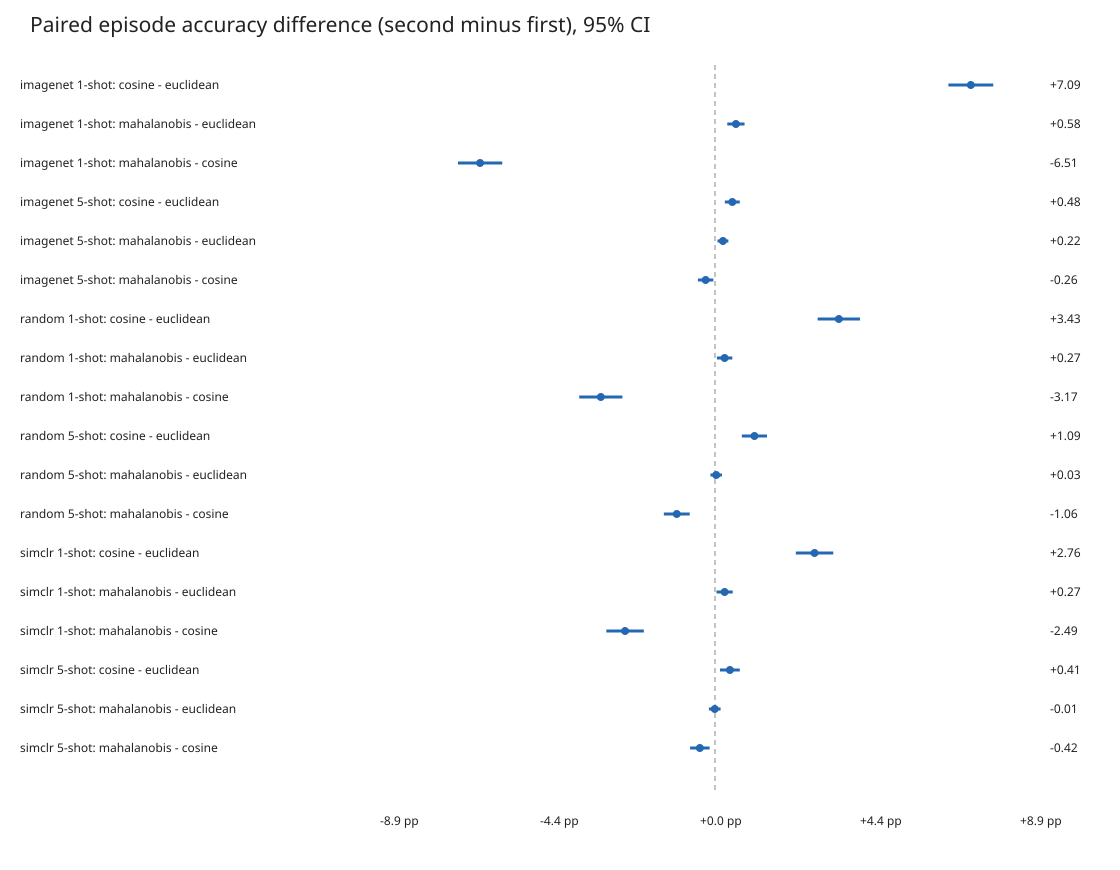 Paired episode accuracy difference (second minus first), 95% CI
imagenet 1-shot: cosine - euclidean +7.09
imagenet 1-shot: mahalanobis - euclidean +0.58
imagenet 1-shot: mahalanobis - cosine -6.51
imagenet 5-shot: cosine - euclidean +0.48
imagenet 5-shot: mahalanobis - euclidean +0.22
imagenet 5-shot: mahalanobis - cosine -0.26
random 1-shot: cosine - euclidean +3.43
random 1-shot: mahalanobis - euclidean +0.27
random 1-shot: mahalanobis - cosine -3.17
random 5-shot: cosine - euclidean +1.09
random 5-shot: mahalanobis - euclidean +0.03
random 5-shot: mahalanobis - cosine -1.06
simclr 1-shot: cosine - euclidean +2.76
simclr 1-shot: mahalanobis - euclidean +0.27
simclr 1-shot: mahalanobis - cosine -2.49
simclr 5-shot: cosine - euclidean +0.41
simclr 5-shot: mahalanobis - euclidean -0.01
simclr 5-shot: mahalanobis - cosine -0.42
-8.9 pp -4.4 pp +0.0 pp +4.4 pp +8.9 pp